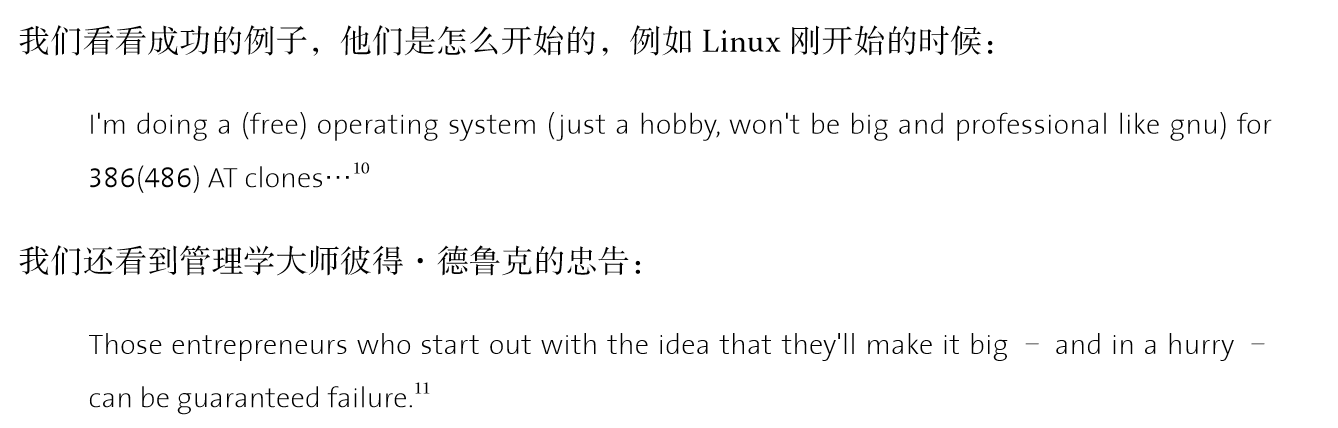 我们看看成功的例子，他们是怎么开始的，例如 Linux 刚开始的时候：
I'm doing a (free) operating system (just a hobby, won't be big and professional like gnu) for
386(486) AT clones…10
我们还看到管理学大师彼得·德鲁克的忠告：
Those entrepreneurs who start out with the idea that they'll make it big – and in a hurry –
can be guaranteed failure.11